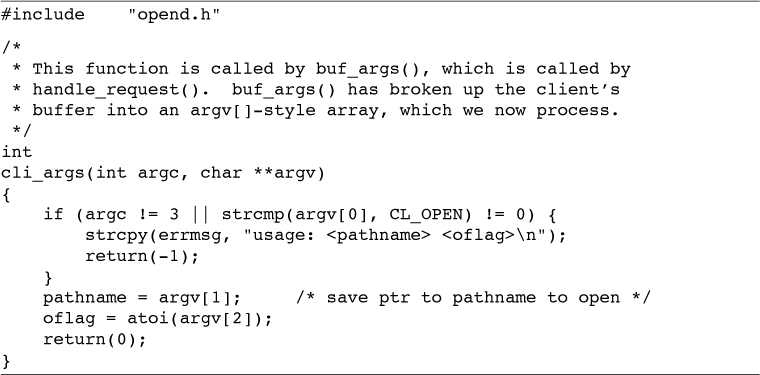 #include    "opend.h"
/*
 * This function is called by buf_args(), which is called by
 * handle_request().  buf_args() has broken up the client’s
 * buffer into an argv[]-style array, which we now process.
 */
int
cli_args(int argc, char **argv)
{
    if (argc != 3 || strcmp(argv[0], CL_OPEN) != 0) {
        strcpy(errmsg, "usage: <pathname> <oflag>\n");
        return(-1);
    }
    pathname = argv[1];     /* save ptr to pathname to open */
    oflag = atoi(argv[2]);
    return(0);
}